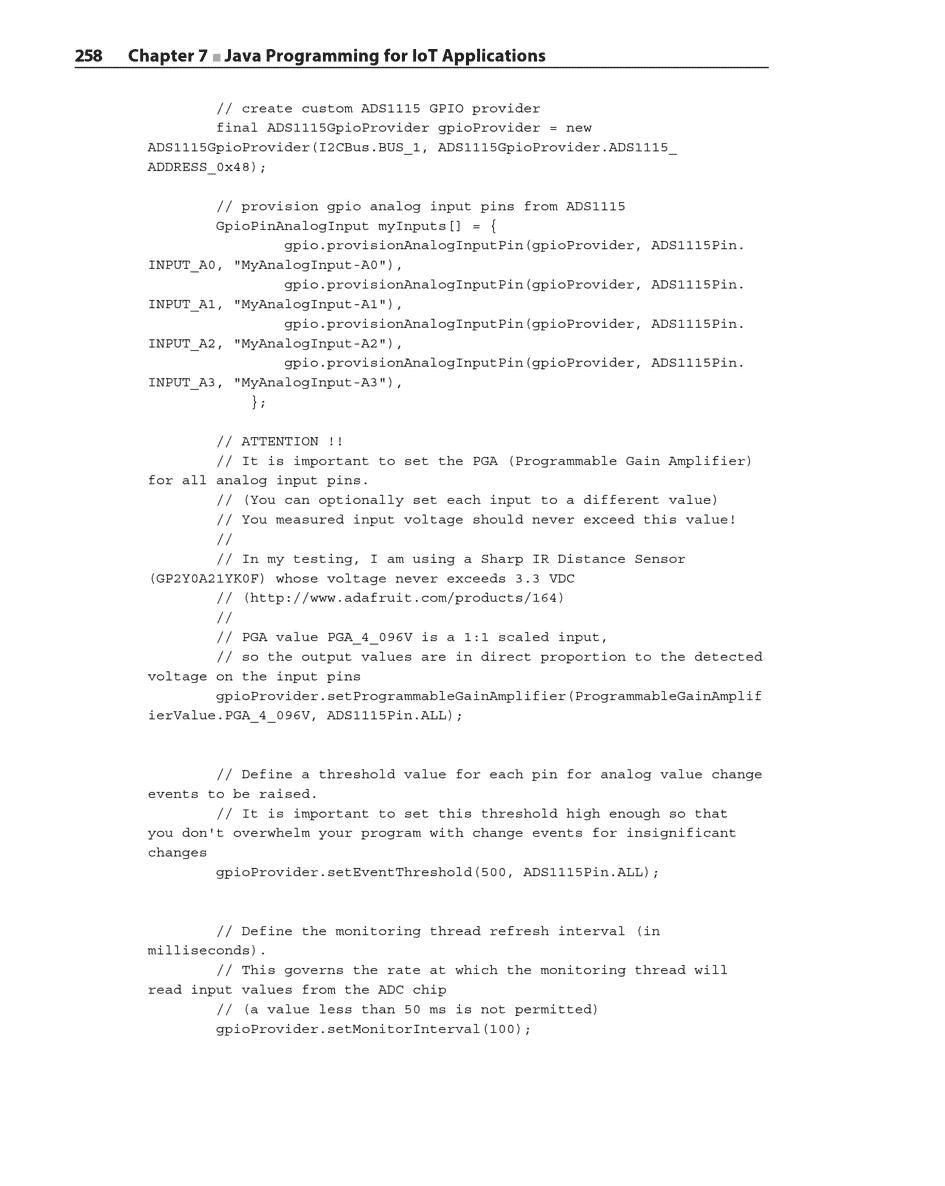 258 Chapter 7 ■ Java Programming for IoT Applications
// create custom ADS1115 GPIO provider
final ADS1115GpioProvider gpioProvider = new
ADS1115GpioProvider(I2CBus.BUS_1, ADS1115GpioProvider.ADS1115_
ADDRESS_0x48);
// provision gpio analog input pins from ADS1115
GpioPinAnalogInput myInputs[] = {
gpio.provisionAnalogInputPin(gpioProvider, ADS1115Pin.
INPUT_A0, "MyAnalogInput-A0"),
gpio.provisionAnalogInputPin(gpioProvider, ADS1115Pin.
INPUT_A1, "MyAnalogInput-A1"),
gpio.provisionAnalogInputPin(gpioProvider, ADS1115Pin.
INPUT_A2, "MyAnalogInput-A2"),
gpio.provisionAnalogInputPin(gpioProvider, ADS1115Pin.
INPUT_A3, "MyAnalogInput-A3"),
};
// ATTENTION !!
// It is important to set the PGA (Programmable Gain Amplifier)
for all analog input pins.
// (You can optionally set each input to a different value)
// You measured input voltage should never exceed this value!
//
// In my testing, I am using a Sharp IR Distance Sensor
(GP2Y0A21YK0F) whose voltage never exceeds 3.3 VDC
// (http://www.adafruit.com/products/164)
//
// PGA value PGA_4_096V is a 1:1 scaled input,
// so the output values are in direct proportion to the detected
voltage on the input pins
gpioProvider.setProgrammableGainAmplifier(ProgrammableGainAmplif
ierValue.PGA_4_096V, ADS1115Pin.ALL);
// Define a threshold value for each pin for analog value change
events to be raised.
// It is important to set this threshold high enough so that
you don't overwhelm your program with change events for insignificant
changes
gpioProvider.setEventThreshold(500, ADS1115Pin.ALL);
// Define the monitoring thread refresh interval (in
milliseconds).
// This governs the rate at which the monitoring thread will
read input values from the ADC chip
// (a value less than 50 ms is not permitted)
gpioProvider.setMonitorInterval(100);